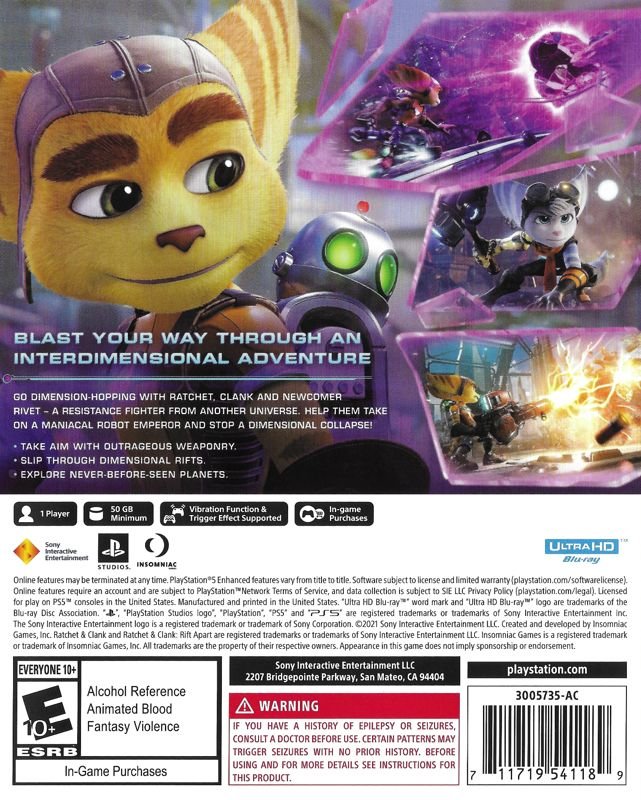 BLAST YOUR WAY THROUGH AN
INTERDIMENSIONAL ADVENTURE
GO DIMENSION-HOPPING WITH RATCHET, CLANK AND NEWCOMER
RIVET – A RESISTANCE FIGHTER FROM ANOTHER UNIVERSE. HELP THEM TAKE
ON A MANIACAL ROBOT EMPEROR AND STOP A DIMENSIONAL COLLAPSE!
• TAKE AIM WITH OUTRAGEOUS WEAPONRY.
• SLIP THROUGH DIMENSIONAL RIFTS.
• EXPLORE NEVER-BEFORE-SEEN PLANETS.
1 Player
50 GB
Minimum
Vibration Function &
Trigger Effect Supported
In-game
Purchases
Sony
Interactive
Entertainment
STUDIOS.
INSOMNIAC
GAMES
ULTRA HD
Blu-ray™
Online features may be terminated at any time. PlayStation®5 Enhanced features vary from title to title. Software subject to license and limited warranty (playstation.com/softwarelicense).
Online features require an account and are subject to PlayStation™Network Terms of Service, and data collection is subject to SIE LLC Privacy Policy (playstation.com/legal). Licensed
for play on PS5™ consoles in the United States. Manufactured and printed in the United States. "Ultra HD Blu-ray™" word mark and "Ultra HD Blu-ray™" logo are trademarks of the
Blu-ray Disc Association. "", "PlayStation Studios logo", "PlayStation", "PS5" and "PS5" are registered trademarks or trademarks of Sony Interactive Entertainment Inc.
The Sony Interactive Entertainment logo is a registered trademark or trademark of Sony Corporation. ©2021 Sony Interactive Entertainment LLC. Created and developed by Insomniac
Games, Inc. Ratchet & Clank and Ratchet & Clank: Rift Apart are registered trademarks or trademarks of Sony Interactive Entertainment LLC. Insomniac Games is a registered trademark
or trademark of Insomniac Games, Inc. All trademarks are the property of their respective owners. Appearance in this game does not imply sponsorship or endorsement.
EVERYONE 10+
E
10+
ESRB
Alcohol Reference
Animated Blood
Fantasy Violence
In-Game Purchases
Sony Interactive Entertainment LLC
2207 Bridgepointe Parkway, San Mateo, CA 94404
WARNING
IF YOU HAVE A HISTORY OF EPILEPSY OR SEIZURES,
CONSULT A DOCTOR BEFORE USE. CERTAIN PATTERNS MAY
TRIGGER SEIZURES WITH NO PRIOR HISTORY. BEFORE
USING AND FOR MORE DETAILS SEE INSTRUCTIONS FOR
THIS PRODUCT.
playstation.com
3005735-AC
7 11719 54118 9